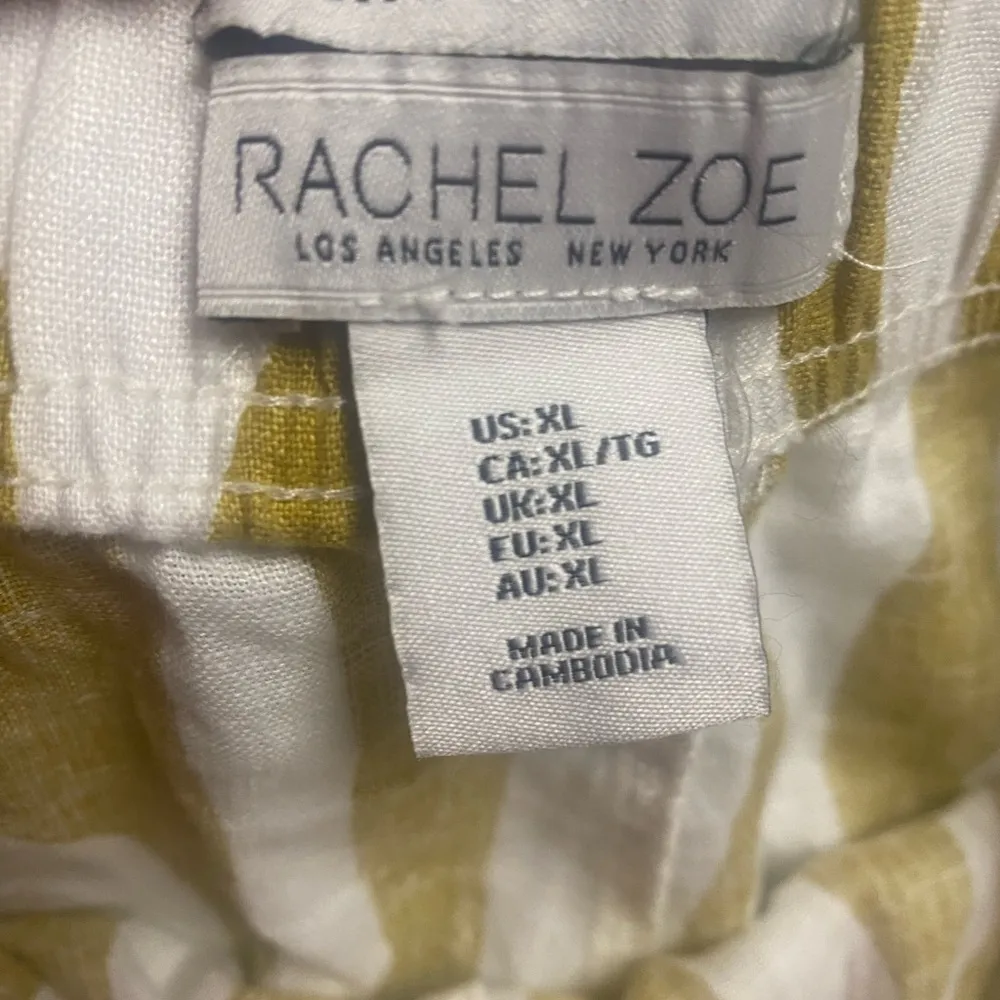 RACHEL ZOE
LOS ANGELES NEW YORK
US: XL
CA: XL/TG
UK: XL
EU: XL
AU: XL
MADE IN
CAMBODIA